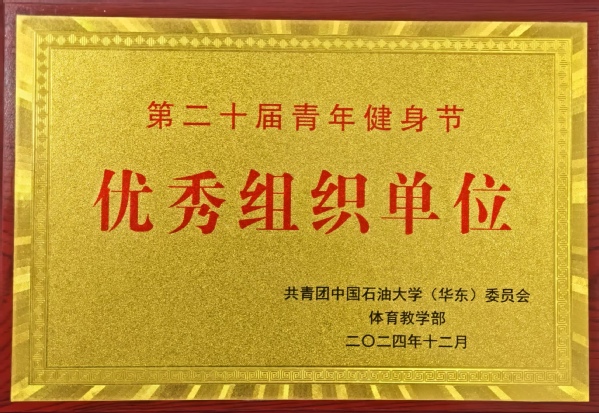 第二十届青年健身节
优秀组织单位
共青团中国石油大学（华东）委员会
体育教学部
二〇二四年十二月